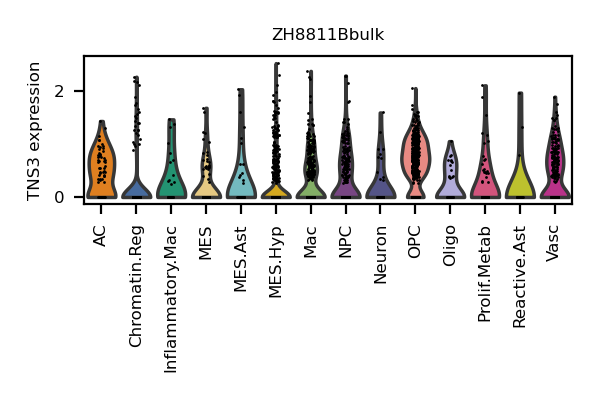 ZH8811Bbulk
TNS3 expression
2
0
AC
Chromatin.Reg
Inflammatory.Mac
MES
MES.Ast
MES.Hyp
Mac
NPC
Neuron
OPC
Oligo
Prolif.Metab
Reactive.Ast
Vasc